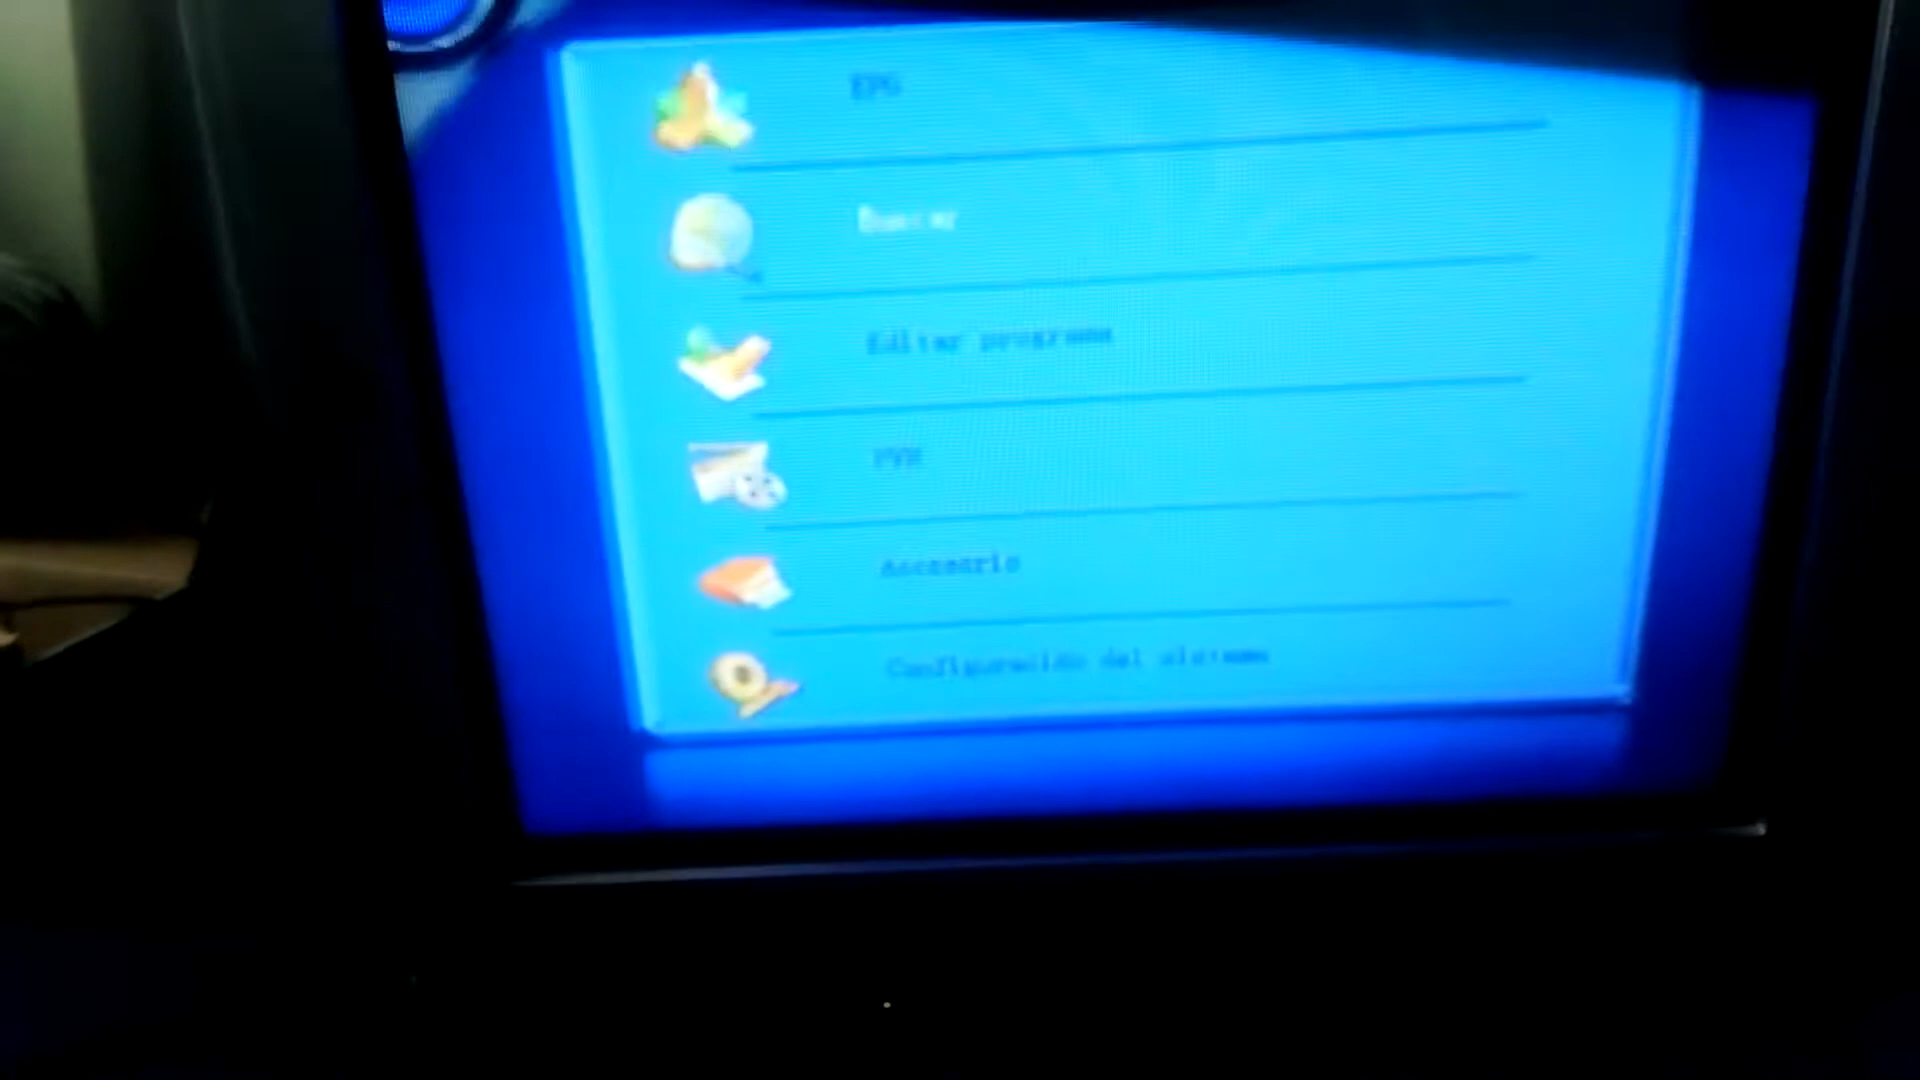 EPG
Buscar
Editar programa
PVR
Accesorio
Configuración del sistema